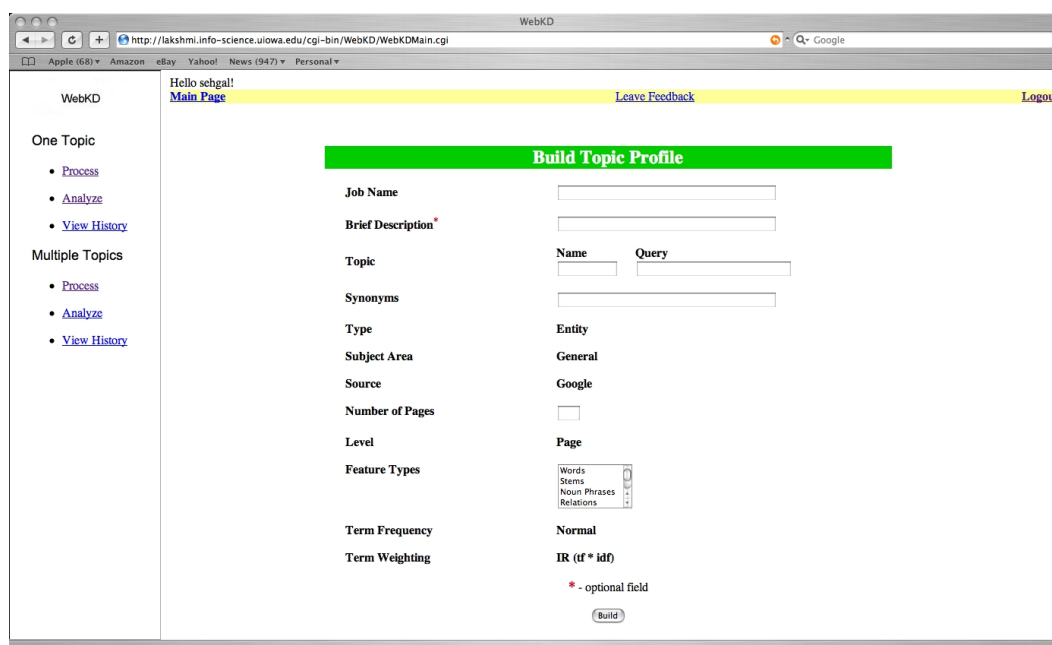 WebKD
http://lakshmi.info-science.uiowa.edu/cgi-bin/WebKD/WebKDMain.cgi
Google
Apple (68) Amazon eBay Yahoo! News (947) Personal
WebKD
One Topic
Process
Analyze
View History
Multiple Topics
Process
Analyze
View History
Hello sehgal!
Main Page Leave Feedback Logou
Build Topic Profile
Job Name
Brief Description*
Topic Name Query
Synonyms
Type Entity
Subject Area General
Source Google
Number of Pages
Level Page
Feature Types Words
Stems
Noun Phrases
Relations
Term Frequency Normal
Term Weighting IR (tf * idf)
* - optional field
Build